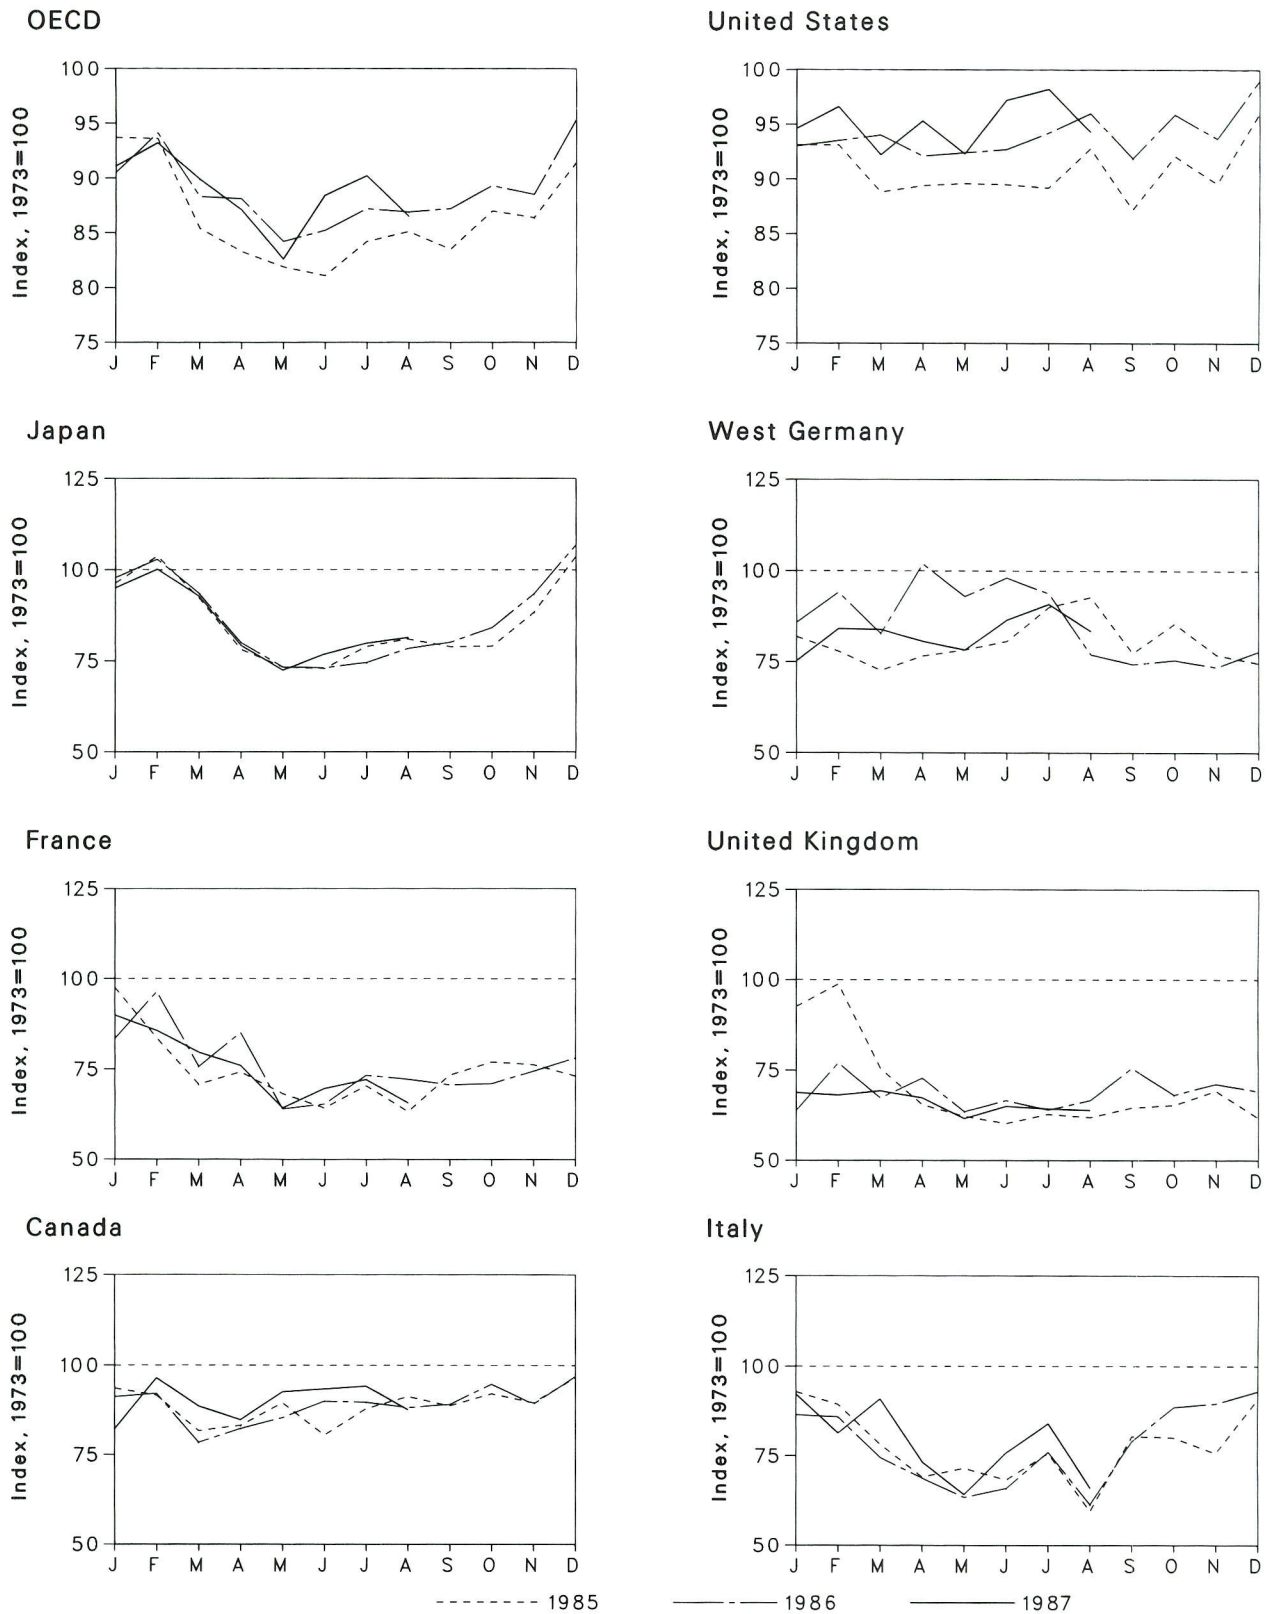 OECD
Index, 1973=100
100
95
90
85
80
75
J F M A M J J A S O N D
United States
Index, 1973=100
100
95
90
85
80
75
J F M A M J J A S O N D
Japan
Index, 1973=100
125
100
75
50
J F M A M J J A S O N D
West Germany
Index, 1973=100
125
100
75
50
J F M A M J J A S O N D
France
Index, 1973=100
125
100
75
50
J F M A M J J A S O N D
United Kingdom
Index, 1973=100
125
100
75
50
J F M A M J J A S O N D
Canada
Index, 1973=100
125
100
75
50
J F M A M J J A S O N D
Italy
Index, 1973=100
125
100
75
50
J F M A M J J A S O N D
1985 1986 1987